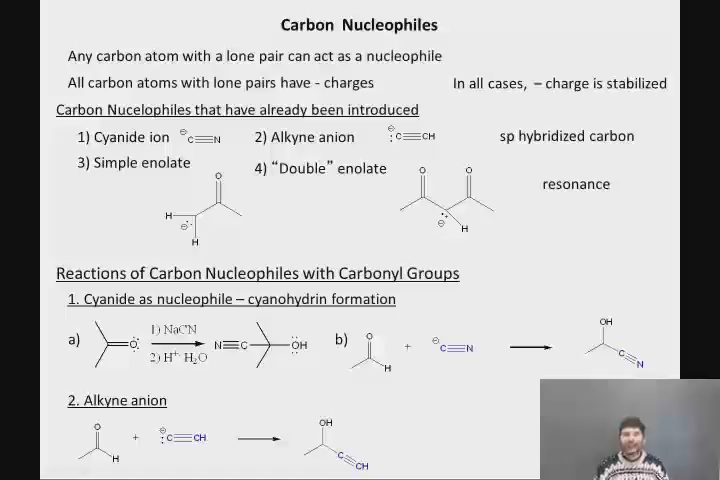 Carbon Nucleophiles
Any carbon atom with a lone pair can act as a nucleophile
All carbon atoms with lone pairs have - charges In all cases, – charge is stabilized
Carbon Nucelophiles that have already been introduced
1) Cyanide ion ⊖C≡N 2) Alkyne anion ⊖:C≡CH sp hybridized carbon
3) Simple enolate 4) “Double” enolate
resonance
O O O
H ⊖: H
⊖ : H
Reactions of Carbon Nucleophiles with Carbonyl Groups
1. Cyanide as nucleophile – cyanohydrin formation
a) O 1) NaCN 2) H+ H2O N≡C OH b) O H + ⊖C≡N OH C N
2. Alkyne anion
O H + ⊖:C≡CH OH C CH